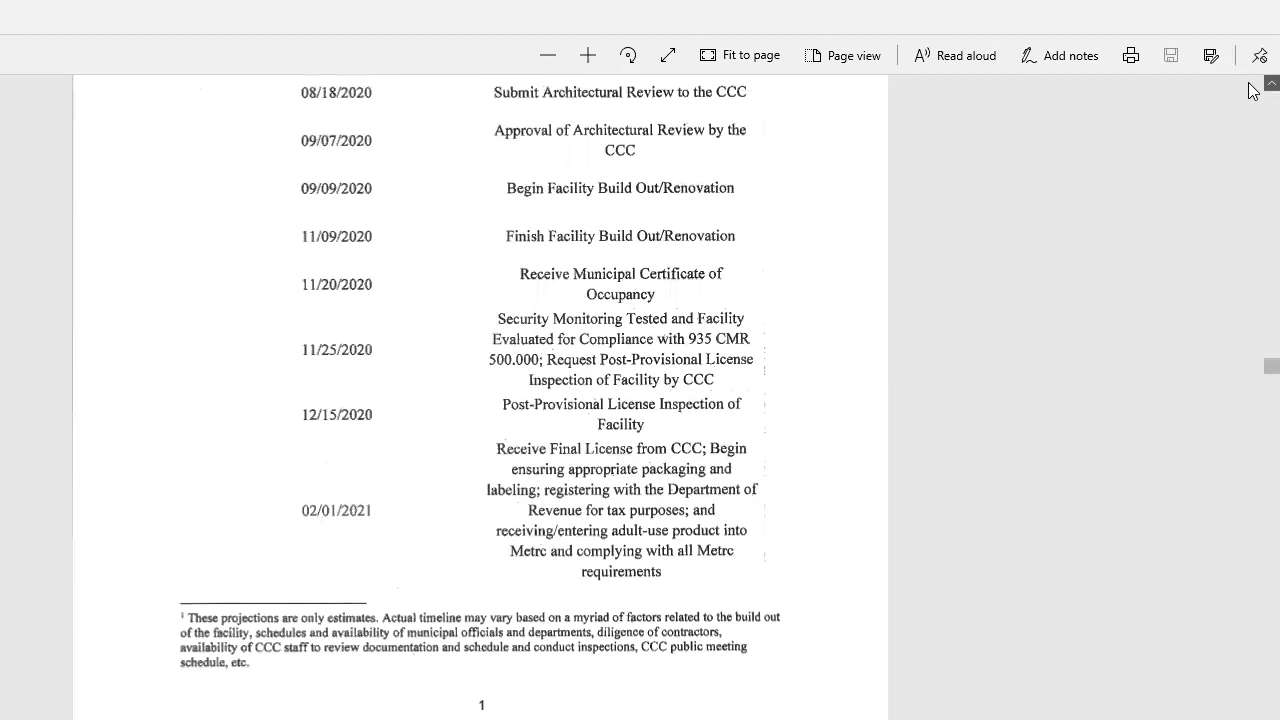 Fit to page Page view Read aloud Add notes
08/18/2020 Submit Architectural Review to the CCC
09/07/2020 Approval of Architectural Review by the
CCC
09/09/2020 Begin Facility Build Out/Renovation
11/09/2020 Finish Facility Build Out/Renovation
11/20/2020 Receive Municipal Certificate of
Occupancy
11/25/2020 Security Monitoring Tested and Facility
Evaluated for Compliance with 935 CMR
500.000; Request Post-Provisional License
Inspection of Facility by CCC
12/15/2020 Post-Provisional License Inspection of
Facility
02/01/2021 Receive Final License from CCC; Begin
ensuring appropriate packaging and
labeling; registering with the Department of
Revenue for tax purposes; and
receiving/entering adult-use product into
Metrc and complying with all Metrc
requirements
¹ These projections are only estimates. Actual timeline may vary based on a myriad of factors related to the build out
of the facility, schedules and availability of municipal officials and departments, diligence of contractors,
availability of CCC staff to review documentation and schedule and conduct inspections, CCC public meeting
schedule, etc.
1